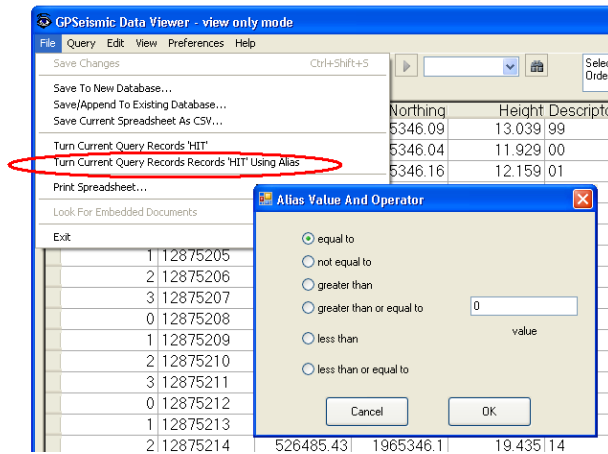 GPSeismic Data Viewer - view only mode
File Query Edit View Preferences Help
Save Changes Ctrl+Shift+S
Save To New Database...
Save/Append To Existing Database...
Save Current Spreadsheet As CSV...
Turn Current Query Records 'HIT'
Turn Current Query Records Records 'HIT' Using Alias
Print Spreadsheet...
Look For Embedded Documents
Exit
Northing Height
5346.09 13.039 99
5346.04 11.929 00
5346.16 12.159 01
Alias Value And Operator
equal to
not equal to
greater than
greater than or equal to 0
value
less than
less than or equal to
Cancel OK
1 12875205
2 12875206
3 12875207
0 12875208
1 12875209
2 12875210
3 12875211
0 12875212
1 12875213
2 12875214 526485.43 1965346.1 19.435 14